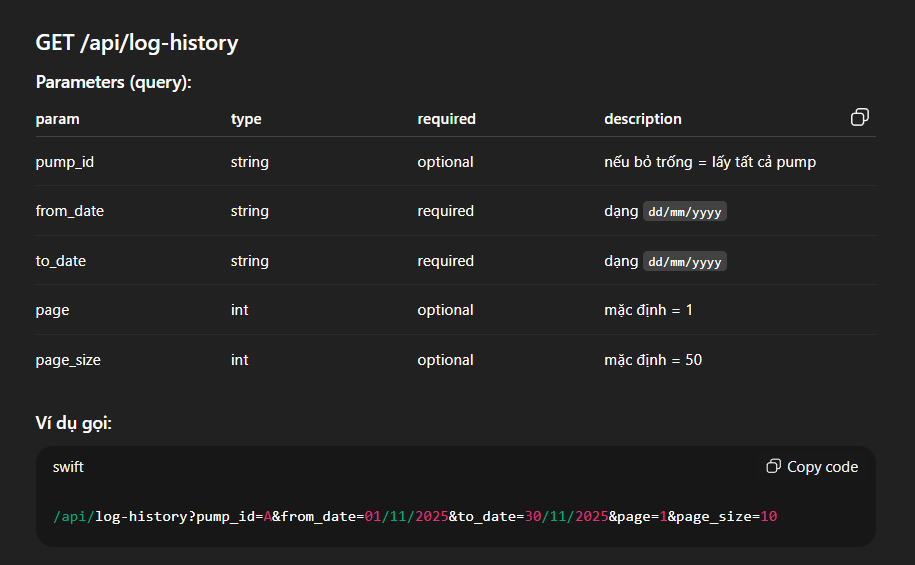 GET /api/log-history
Parameters (query):
param type required description
pump_id string optional nếu bỏ trống = lấy tất cả pump
from_date string required dạng dd/mm/yyyy
to_date string required dạng dd/mm/yyyy
page int optional mặc định = 1
page_size int optional mặc định = 50
Ví dụ gọi:
swift Copy code
/api/log-history?pump_id=A&from_date=01/11/2025&to_date=30/11/2025&page=1&page_size=10